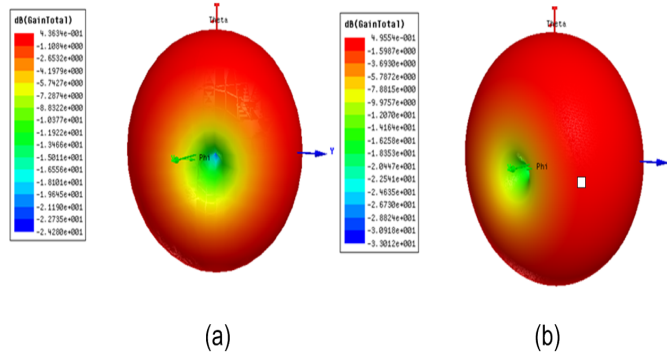 dB(GainTotal)
4.3634e-001
-1.1084e+000
-2.6532e+000
-4.1979e+000
-5.7427e+000
-7.2874e+000
-8.8322e+000
-1.0377e+001
-1.1922e+001
-1.3466e+001
-1.5011e+001
-1.6556e+001
-1.8101e+001
-1.9645e+001
-2.1190e+001
-2.2735e+001
-2.4280e+001
Theta
Phi
Y
(a)
dB(GainTotal)
4.9554e-001
-1.5987e+000
-3.6930e+000
-5.7872e+000
-7.8815e+000
-9.9757e+000
-1.2070e+001
-1.4164e+001
-1.6258e+001
-1.8353e+001
-2.0447e+001
-2.2541e+001
-2.4635e+001
-2.6730e+001
-2.8824e+001
-3.0918e+001
-3.3012e+001
Theta
Phi
(b)